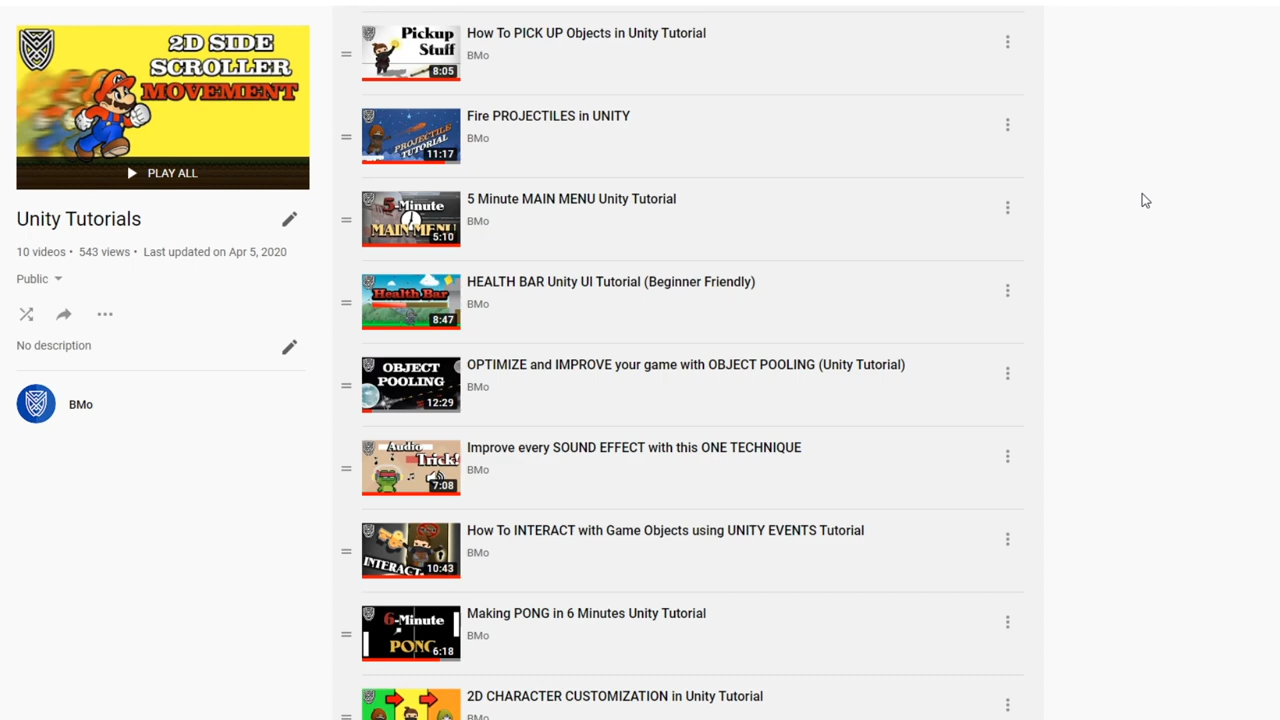 2D SIDE
SCROLLER
MOVEMENT
PLAY ALL
Unity Tutorials
10 videos • 543 views • Last updated on Apr 5, 2020
Public
No description
BMo
Pickup
Stuff
8:05
How To PICK UP Objects in Unity Tutorial
BMo
PROJECTILE
TUTORIAL
11:17
Fire PROJECTILES in UNITY
BMo
5-Minute
MAIN MENU
5:10
5 Minute MAIN MENU Unity Tutorial
BMo
Health Bar
8:47
HEALTH BAR Unity UI Tutorial (Beginner Friendly)
BMo
OBJECT
POOLING
12:29
OPTIMIZE and IMPROVE your game with OBJECT POOLING (Unity Tutorial)
BMo
Audio
Trick!
7:08
Improve every SOUND EFFECT with this ONE TECHNIQUE
BMo
INTERACT
10:43
How To INTERACT with Game Objects using UNITY EVENTS Tutorial
BMo
6-Minute
PONG
6:18
Making PONG in 6 Minutes Unity Tutorial
BMo
2D CHARACTER CUSTOMIZATION in Unity Tutorial
BMo